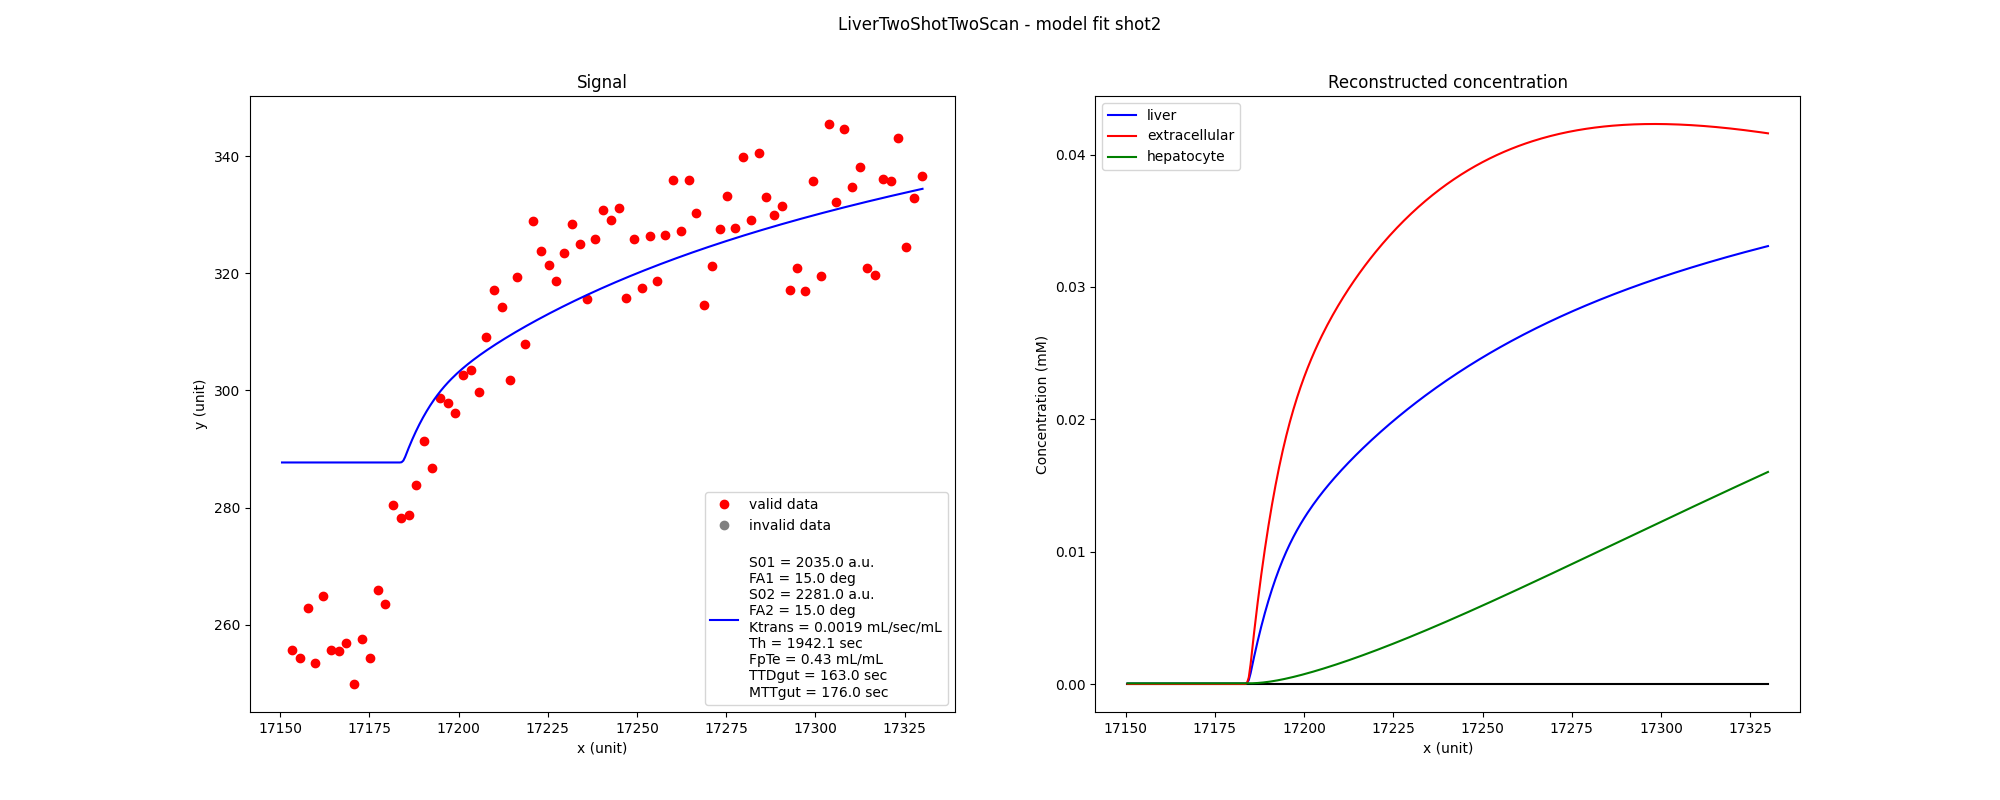 LiverTwoShotTwoScan - model fit shot2
Signal
y (unit)
340
320
300
280
260
17150
17175
17200
17225
17250
17275
17300
17325
x (unit)
valid data
invalid data
S01 = 2035.0 a.u.
FA1 = 15.0 deg
S02 = 2281.0 a.u.
FA2 = 15.0 deg
Ktrans = 0.0019 mL/sec/mL
Th = 1942.1 sec
FpTe = 0.43 mL/mL
TTDgut = 163.0 sec
MTTgut = 176.0 sec
Reconstructed concentration
liver
extracellular
hepatocyte
Concentration (mM)
0.04
0.03
0.02
0.01
0.00
17150
17175
17200
17225
17250
17275
17300
17325
x (unit)